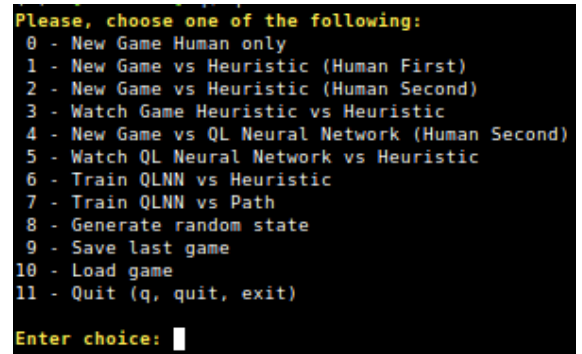 Please, choose one of the following:
0 - New Game Human only
1 - New Game vs Heuristic (Human First)
2 - New Game vs Heuristic (Human Second)
3 - Watch Game Heuristic vs Heuristic
4 - New Game vs QL Neural Network (Human Second)
5 - Watch QL Neural Network vs Heuristic
6 - Train QLNN vs Heuristic
7 - Train QLNN vs Path
8 - Generate random state
9 - Save last game
10 - Load game
11 - Quit (q, quit, exit)
Enter choice: